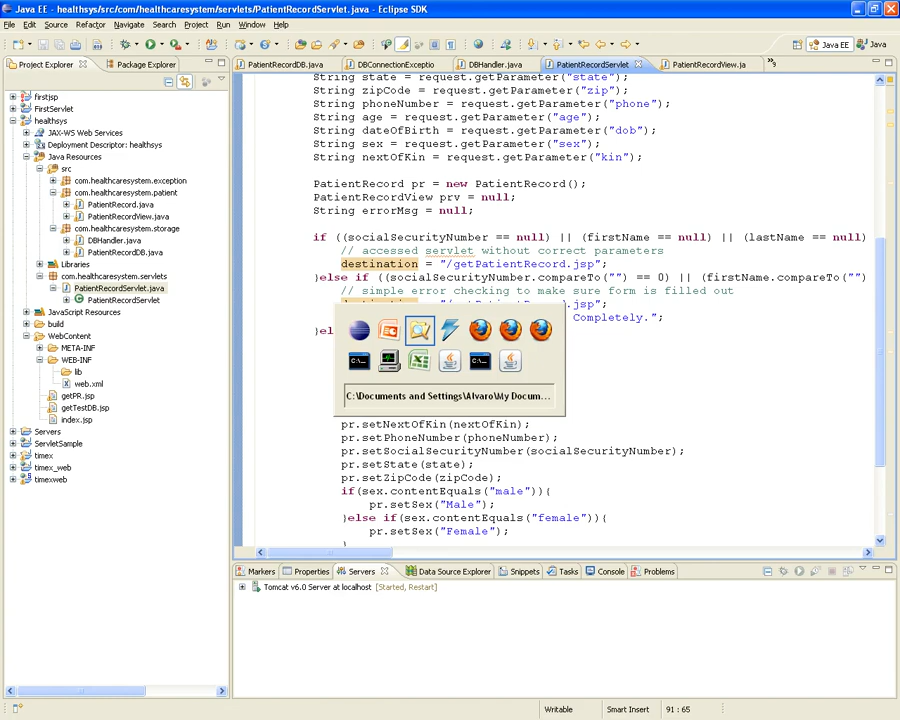 Java EE - healthsys/src/com/healthcaresystem/servlets/PatientRecordServlet.java - Eclipse SDK
File Edit Source Refactor Navigate Search Project Run Window Help
Java EE Java
Project Explorer Package Explorer
PatientRecordDB.java DBConnectionExceptio DBHandler.java PatientRecordServlet PatientRecordView.ja »9
firstjsp
FirstServlet
healthsys
JAX-WS Web Services
Deployment Descriptor: healthsys
Java Resources
src
com.healthcaresystem.exception
com.healthcaresystem.patient
PatientRecord.java
PatientRecordView.java
com.healthcaresystem.storage
DBHandler.java
PatientRecordDB.java
Libraries
com.healthcaresystem.servlets
PatientRecordServlet.java
PatientRecordServlet
JavaScript Resources
build
WebContent
META-INF
WEB-INF
lib
web.xml
getPR.jsp
getTestDB.jsp
index.jsp
Servers
ServletSample
timex
timex_web
timexweb
String state = request.getParameter("state");
String zipCode = request.getParameter("zip");
String phoneNumber = request.getParameter("phone");
String age = request.getParameter("age");
String dateOfBirth = request.getParameter("dob");
String sex = request.getParameter("sex");
String nextOfKin = request.getParameter("kin");
PatientRecord pr = new PatientRecord();
PatientRecordView prv = null;
String errorMsg = null;
if ((socialSecurityNumber == null) || (firstName == null) || (lastName == null)
// accessed servlet without correct parameters
destination = "/getPatientRecord.jsp";
}else if ((socialSecurityNumber.compareTo("") == 0) || (firstName.compareTo("")
// simple error checking to make sure form is filled out
.jsp";
Completely.";
}el
C:\Documents and Settings\Alvaro\My Docum...
pr.setNextOfKin(nextOfKin);
pr.setPhoneNumber(phoneNumber);
pr.setSocialSecurityNumber(socialSecurityNumber);
pr.setState(state);
pr.setZipCode(zipCode);
if(sex.contentEquals("male")){
pr.setSex("Male");
}else if(sex.contentEquals("female")){
pr.setSex("Female");
}
Markers Properties Servers Data Source Explorer Snippets Tasks Console Problems
Tomcat v6.0 Server at localhost [Started, Restart]
Writable Smart Insert 91 : 65